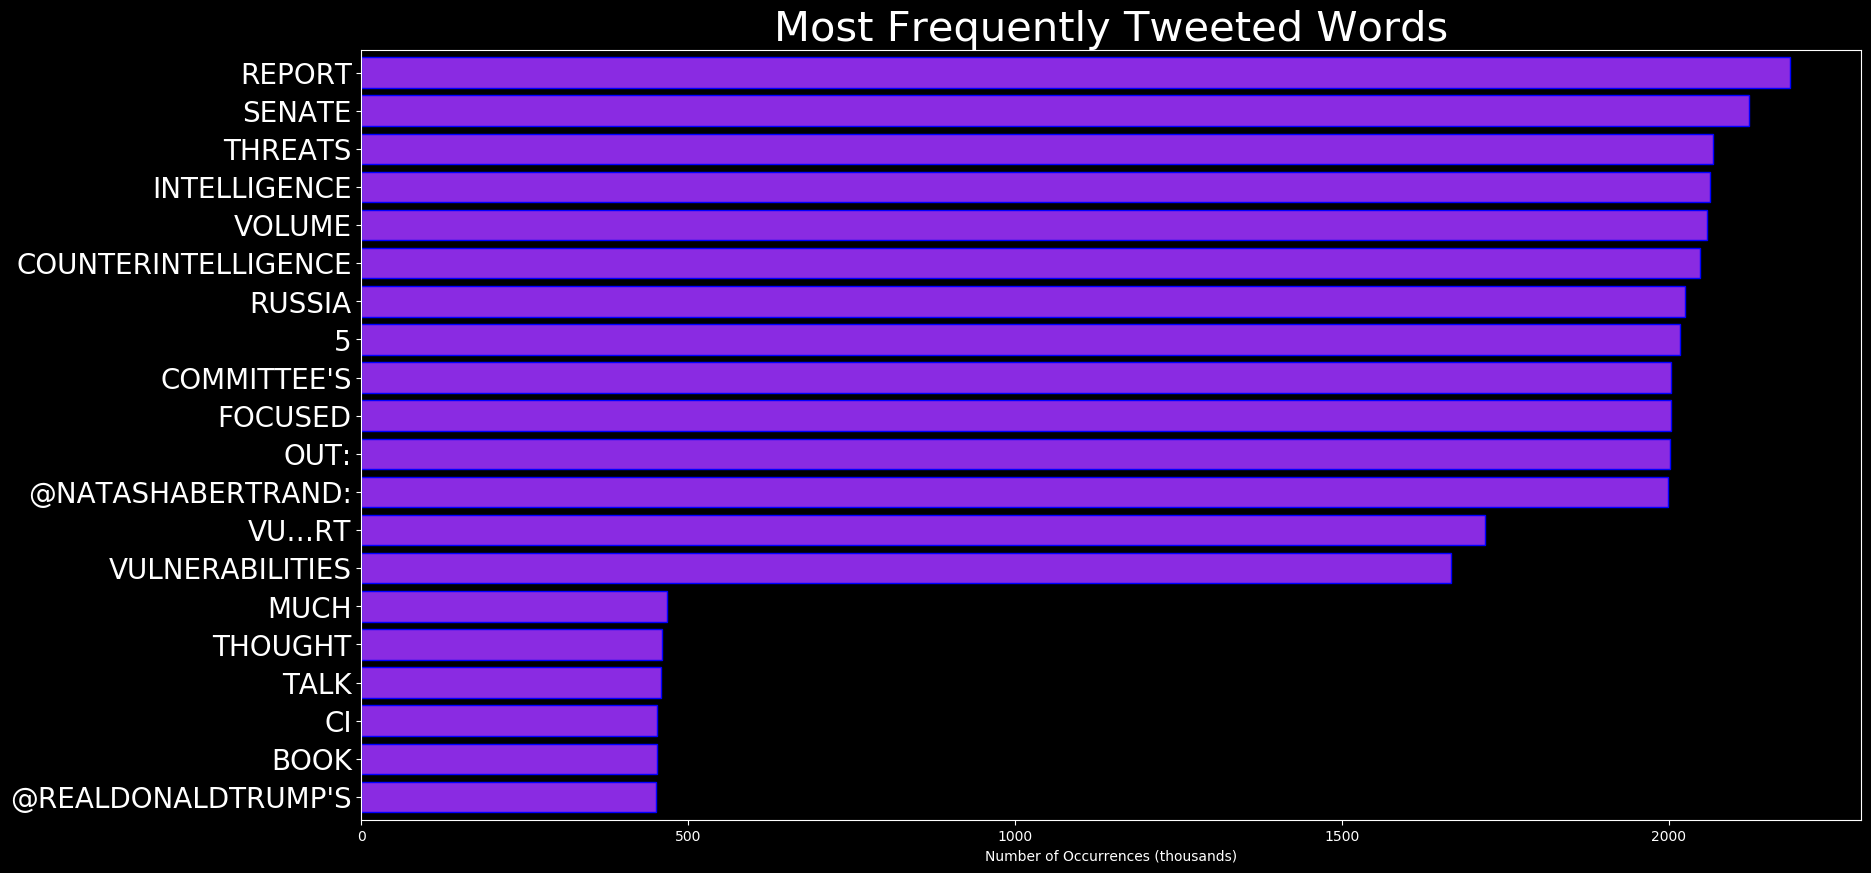 Most Frequently Tweeted Words
REPORT
SENATE
THREATS
INTELLIGENCE
VOLUME
COUNTERINTELLIGENCE
RUSSIA
5
COMMITTEE'S
FOCUSED
OUT:
@NATASHABERTRAND:
VU…RT
VULNERABILITIES
MUCH
THOUGHT
TALK
CI
BOOK
@REALDONALDTRUMP'S
0 500 1000 1500 2000
Number of Occurrences (thousands)